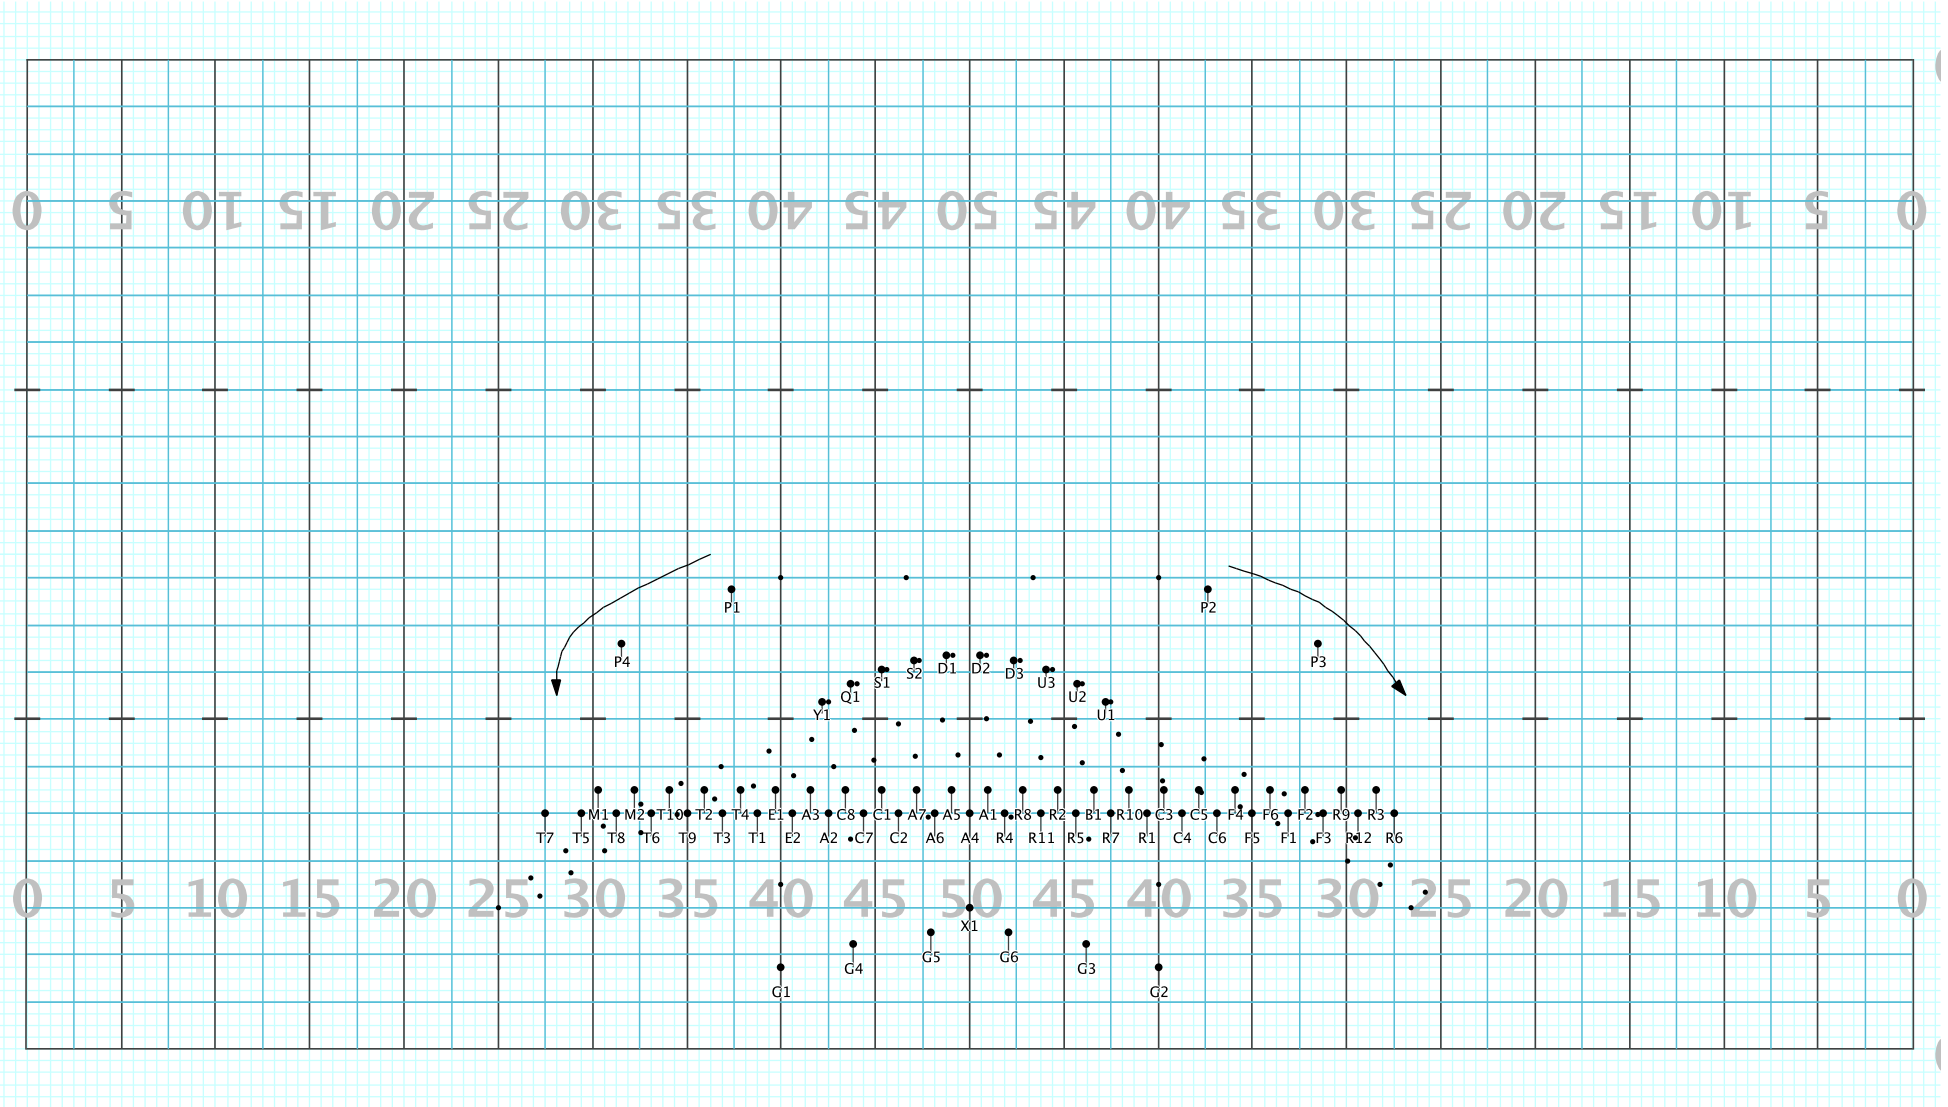 0 5 10 15 20 25 30 35 40 45 50 45 40 35 30 25 20 15 10 5 0
P1 P2
P4 P3
S2 D1 D2 D3
S1 U3
Q1 U2
Y1 U1
M1 M2 T10 T2 T4 E1 A3 C8 C1 A7 A5 A1 R8 R2 B1 R10 C3 C5 F4 F6 F2 R9 R3
T7 T5 T8 T6 T9 T3 T1 E2 A2 C7 C2 A6 A4 R4 R11 R5 R7 R1 C4 C6 F5 F1 F3 R12 R6
0 5 10 15 20 25 30 35 40 45 50 45 40 35 30 25 20 15 10 5 0
X1
G5 G6
G4 G3
G1 G2